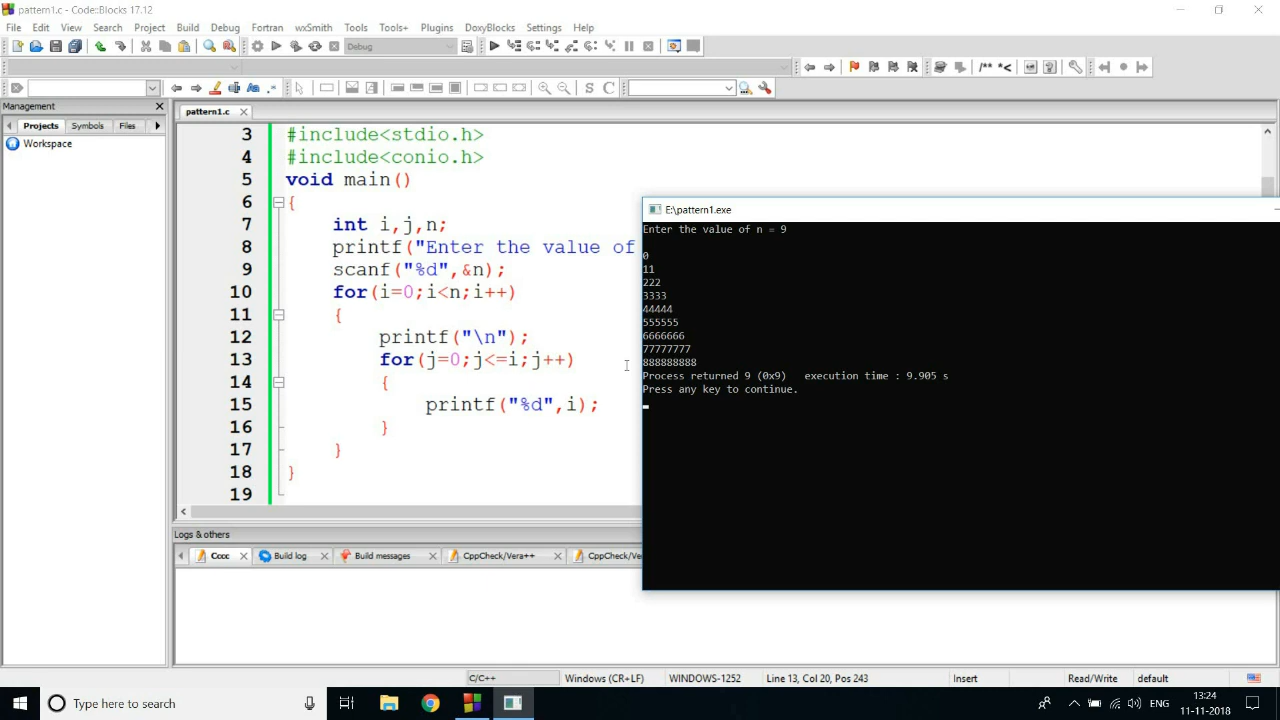 pattern1.c - Code::Blocks 17.12
File Edit View Search Project Build Debug Fortran wxSmith Tools Tools+ Plugins DoxyBlocks Settings Help
Debug
/** *<
S C
Management
Projects Symbols Files
Workspace
pattern1.c
3 #include<stdio.h>
4 #include<conio.h>
5 void main()
6 {
7 int i,j,n;
8 printf("Enter the value of
9 scanf("%d",&n);
10 for(i=0;i<n;i++)
11 {
12 printf("\n");
13 for(j=0;j<=i;j++)
14 {
15 printf("%d",i);
16 }
17 }
18 }
19
E:\pattern1.exe
Enter the value of n = 9
0
11
222
3333
44444
555555
6666666
77777777
888888888
Process returned 9 (0x9) execution time : 9.905 s
Press any key to continue.
Logs & others
Cccc Build log Build messages CppCheck/Vera++ CppCheck/Ve
C/C++ Windows (CR+LF) WINDOWS-1252 Line 13, Col 20, Pos 243 Insert Read/Write default
Type here to search
ENG
13:24
11-11-2018